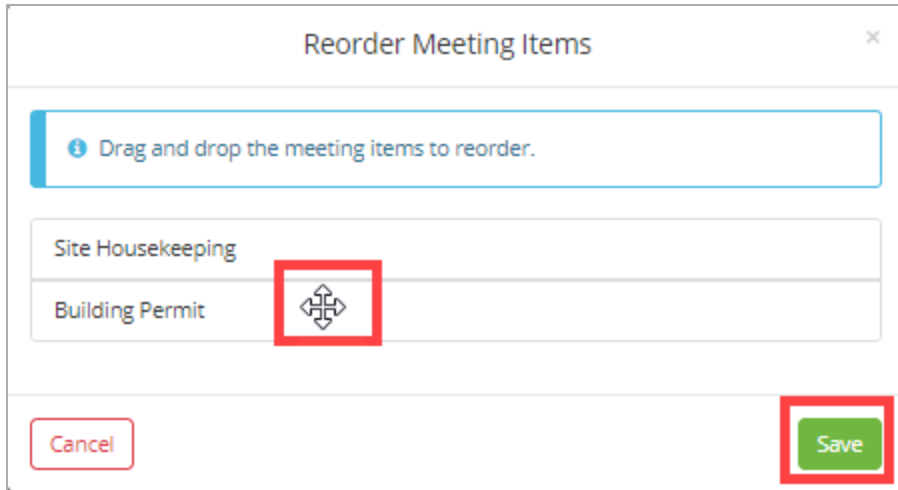 Reorder Meeting Items
×
Drag and drop the meeting items to reorder.
Site Housekeeping
Building Permit
Cancel
Save